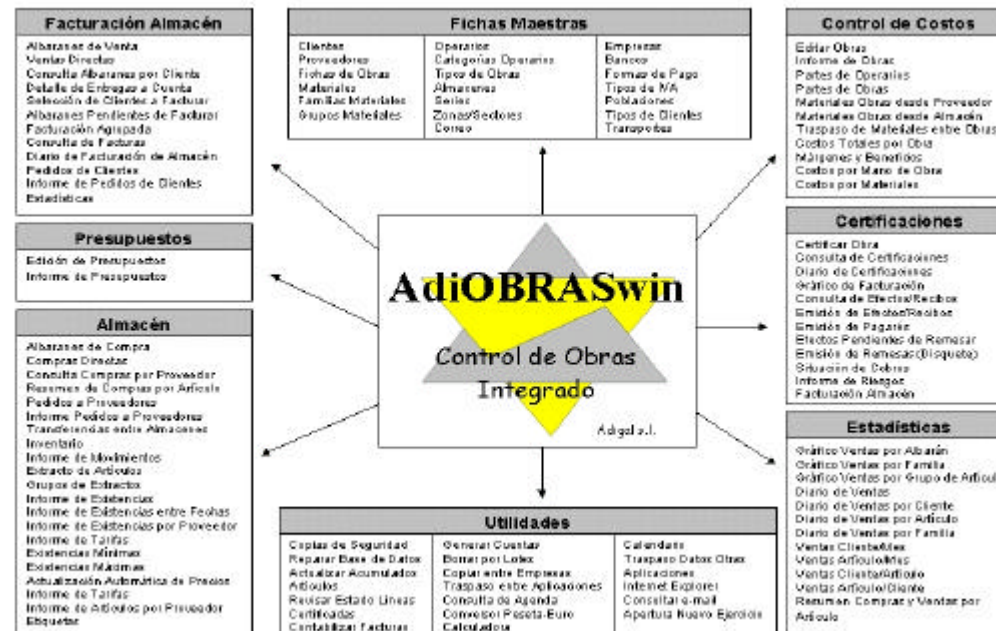 Facturación Almacén
Albaranes de Venta
Ventas Directas
Consulta Albaranes por Cliente
Detalle de Entregas a Cuenta
Selección de Clientes a Facturar
Albaranes Pendientes de Facturar
Facturación Agrupada
Consulta de Facturas
Diario de Facturación de Almacén
Pedidos de Clientes
Informe de Pedidos de Clientes
Estadísticas
Presupuestos
Edición de Presupuestos
Informe de Presupuestos
Almacén
Albaranes de Compra
Compras Directas
Consulta Compras por Proveedor
Resumen de Compras por Artículo
Pedidos a Proveedores
Informe Pedidos a Proveedores
Transferencias entre Almacenes
Inventario
Informe de Movimientos
Extracto de Artículos
Grupos de Extractos
Informe de Existencias
Informe de Existencias entre Fechas
Informe de Existencias por Proveedor
Informe de Tarifas
Existencias Mínimas
Existencias Máximas
Actualización Automática de Precios
Informe de Tarifas
Informe de Artículos por Proveedor
Etiquetas
Fichas Maestras
Clientes
Proveedores
Fichas de Obras
Materiales
Familias Materiales
Grupos Materiales
Operarios
Categorías Operarios
Tipos de Obras
Almacenes
Series
Zonas/Sectores
Correo
Empresas
Bancos
Formas de Pago
Tipos de IVA
Poblaciones
Tipos de Clientes
Transportes
AdiOBRASwin
Control de Obras
Integrado
Adigal s.l.
Utilidades
Copias de Seguridad
Reparar Base de Datos
Actualizar Acumulados
Artículos
Revisar Estado Líneas
Certificadas
Contabilizar Facturas
Generar Cuentas
Borrar por Lotes
Copiar entre Empresas
Traspaso entre Aplicaciones
Consulta de Agenda
Conversor Peseta-Euro
Calculadora
Calendario
Traspaso Datos Obras
Aplicaciones
Internet Explorer
Consultar e-mail
Apertura Nuevo Ejercicio
Control de Costos
Editar Obras
Informe de Obras
Partes de Operarios
Partes de Obras
Materiales Obras desde Proveedor
Materiales Obras desde Almacén
Traspaso de Materiales entre Obras
Costos Totales por Obra
Márgenes y Beneficios
Costos por Mano de Obra
Costos por Materiales
Certificaciones
Certificar Obra
Consulta de Certificaciones
Diario de Certificaciones
Gráfico de Facturación
Consulta de Efectos/Recibos
Emisión de Efectos/Recibos
Emisión de Pagarés
Efectos Pendientes de Remesar
Emisión de Remesas(Disquete)
Situación de Cobros
Informe de Riesgos
Facturación Almacén
Estadísticas
Gráfico Ventas por Albarán
Gráfico Ventas por Familia
Gráfico Ventas por Grupo de Artícul
Diario de Ventas
Diario de Ventas por Cliente
Diario de Ventas por Artículo
Diario de Ventas por Familia
Ventas Cliente/Mes
Ventas Artículo/Mes
Ventas Cliente/Artículo
Ventas Artículo/Cliente
Resumen Compras y Ventas por
Artículo